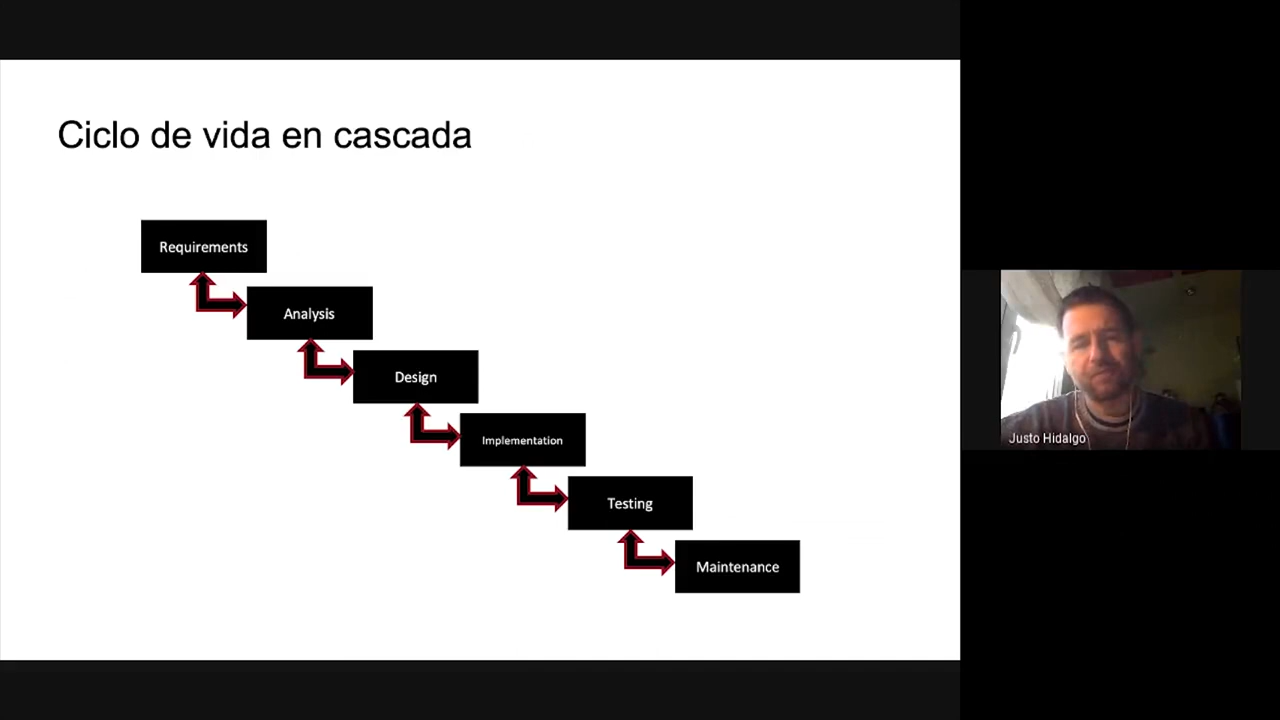 Ciclo de vida en cascada
Requirements
Analysis
Design
Implementation
Testing
Maintenance
Justo Hidalgo